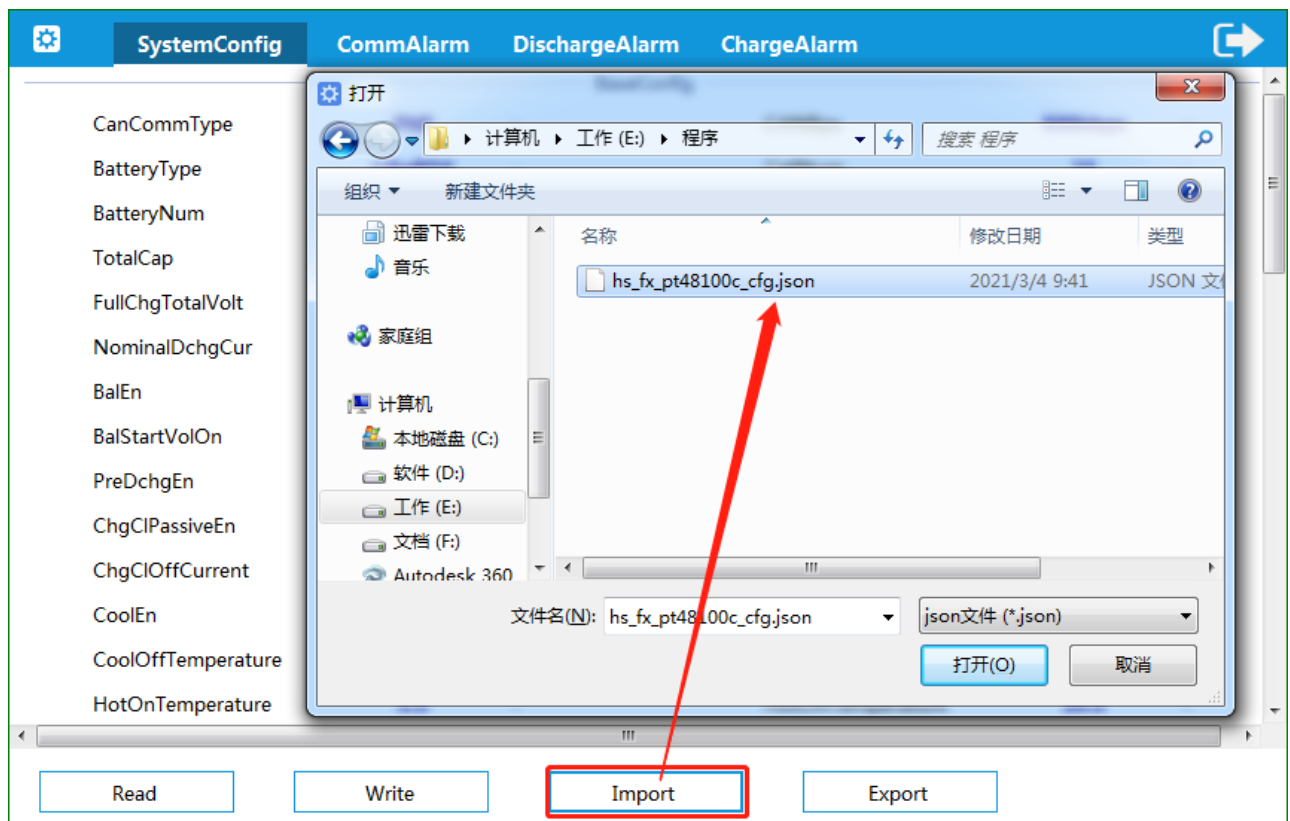 SystemConfig CommAlarm DischargeAlarm ChargeAlarm
打开
计算机 工作 (E:) 程序 搜索 程序
组织 新建文件夹
名称 修改日期 类型
hs_fx_pt48100c_cfg.json 2021/3/4 9:41 JSON
迅雷下载
音乐
家庭组
计算机
本地磁盘 (C:)
软件 (D:)
工作 (E:)
文档 (F:)
Autodesk 360
文件名(N): hs_fx_pt48100c_cfg.json json文件 (*.json)
打开(O) 取消
CanCommType
BatteryType
BatteryNum
TotalCap
FullChgTotalVolt
NominalDchgCur
BalEn
BalStartVolOn
PreDchgEn
ChgClPassiveEn
ChgClOffCurrent
CoolEn
CoolOffTemperature
HotOnTemperature
Read Write Import Export